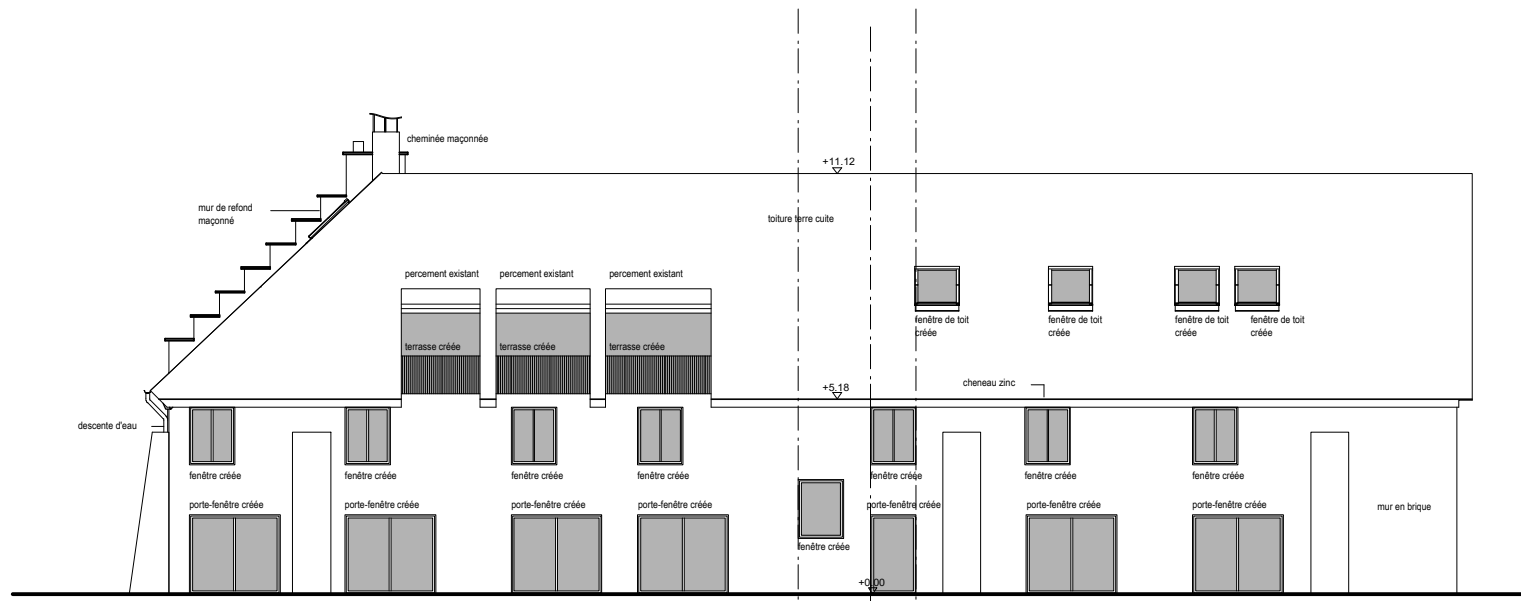 cheminée maçonnée
+11.12
mur de refond
maçonné
toiture terre cuite
percement existant
percement existant
percement existant
fenêtre de toit
créée
fenêtre de toit
créée
fenêtre de toit
créée
fenêtre de toit
créée
terrasse créée
terrasse créée
terrasse créée
cheneau zinc
+5.18
descente d'eau
fenêtre créée
fenêtre créée
fenêtre créée
fenêtre créée
fenêtre créée
fenêtre créée
fenêtre créée
porte-fenêtre créée
porte-fenêtre créée
porte-fenêtre créée
porte-fenêtre créée
porte-fenêtre créée
porte-fenêtre créée
porte-fenêtre créée
mur en brique
fenêtre créée
+0.00